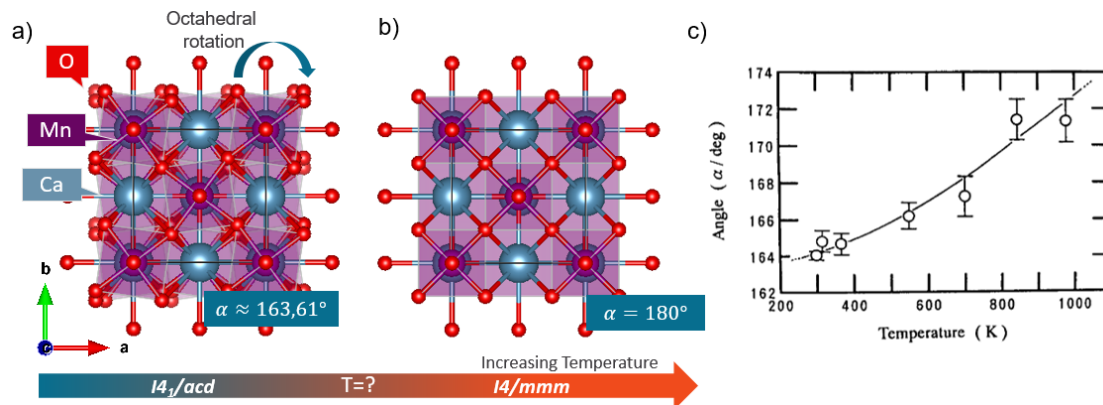 a)
Octahedral
rotation
b)
c)
O
Mn
Ca
b
a
c
α ≈ 163,61°
α = 180°
Increasing Temperature
I4₁/acd
T=?
I4/mmm
Angle ( α / deg )
174
172
170
168
166
164
162
200
400
600
800
1000
Temperature ( K )